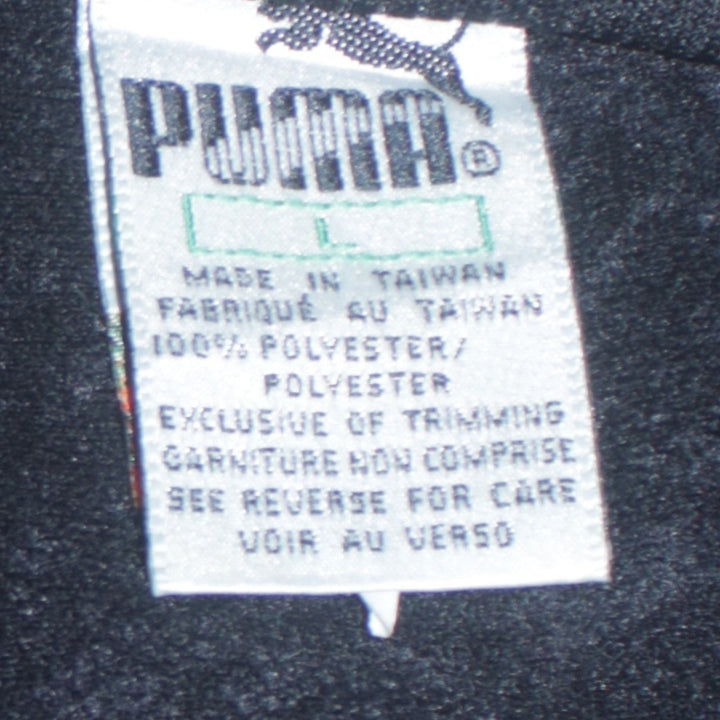 PUMA®
L
MADE IN TAIWAN
FABRIQUÉ AU TAIWAN
100% POLYESTER/
POLYESTER
EXCLUSIVE OF TRIMMING
GARNITURE NON COMPRISE
SEE REVERSE FOR CARE
VOIR AU VERSO